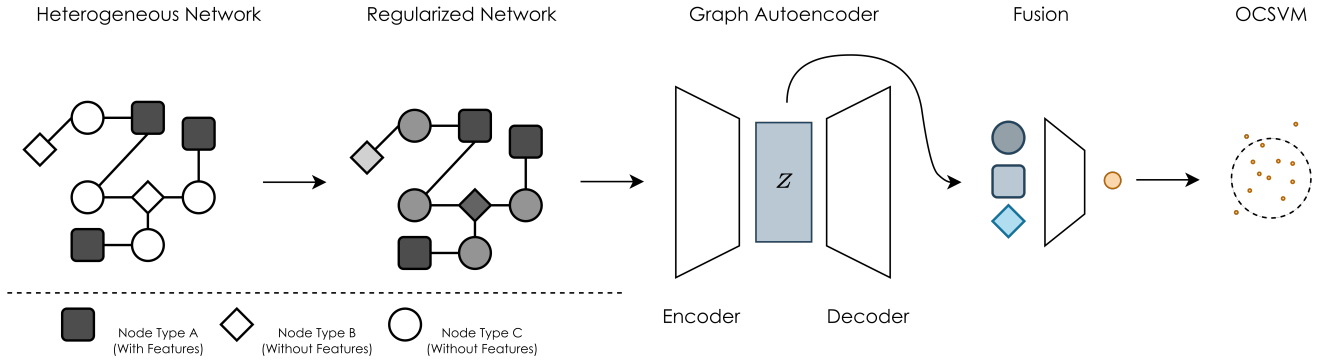 Heterogeneous Network
Regularized Network
Graph Autoencoder
Fusion
OCSVM
z
Encoder
Decoder
Node Type A
(With Features)
Node Type B
(Without Features)
Node Type C
(Without Features)